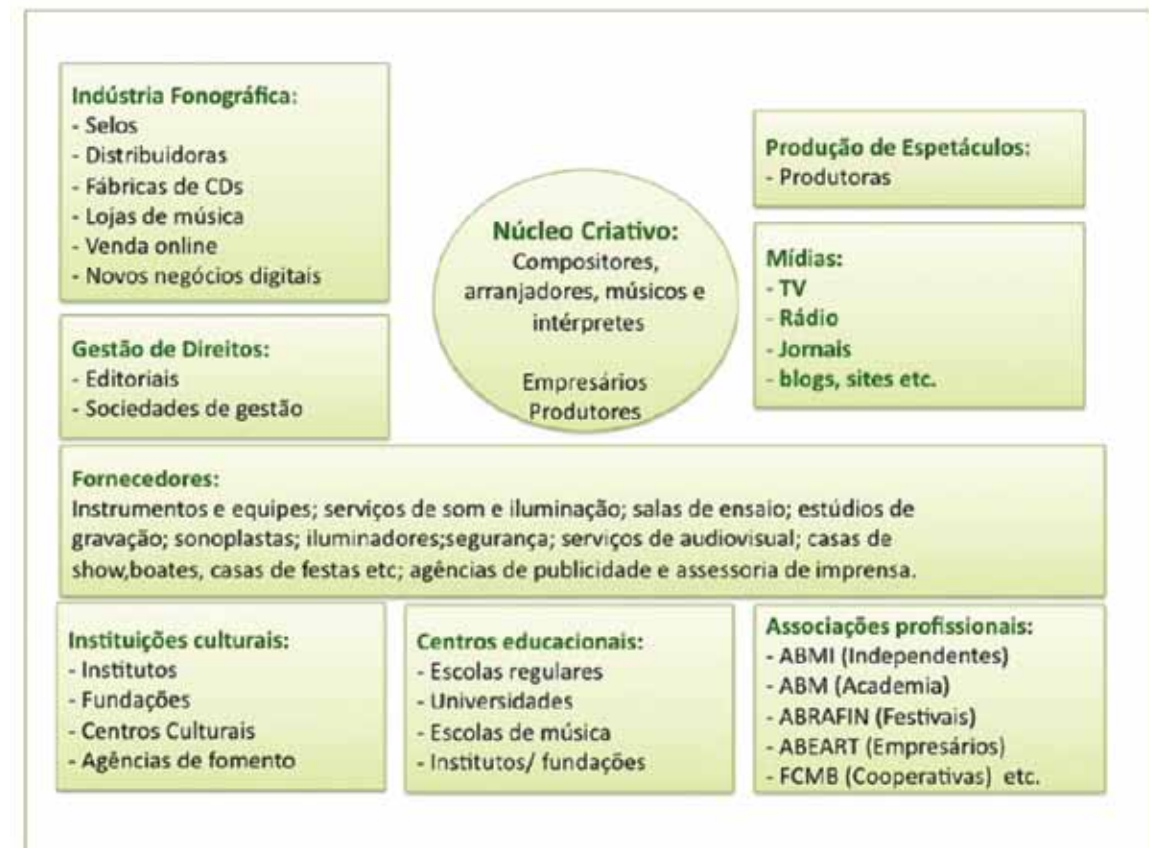 Indústria Fonográfica:
- Selos
- Distribuidoras
- Fábricas de CDs
- Lojas de música
- Venda online
- Novos negócios digitais
Gestão de Direitos:
- Editoriais
- Sociedades de gestão
Núcleo Criativo:
Compositores,
arranjadores, músicos e
intérpretes
Empresários
Produtores
Produção de Espetáculos:
- Produtoras
Mídias:
- TV
- Rádio
- Jornais
- blogs, sites etc.
Fornecedores:
Instrumentos e equipes; serviços de som e iluminação; salas de ensaio; estúdios de
gravação; sonoplastas; iluminadores;segurança; serviços de audiovisual; casas de
show,boates, casas de festas etc; agências de publicidade e assessoria de imprensa.
Instituições culturais:
- Institutos
- Fundações
- Centros Culturais
- Agências de fomento
Centros educacionais:
- Escolas regulares
- Universidades
- Escolas de música
- Institutos/ fundações
Associações profissionais:
- ABMI (Independentes)
- ABM (Academia)
- ABRAFIN (Festivais)
- ABEART (Empresários)
- FCMB (Cooperativas) etc.